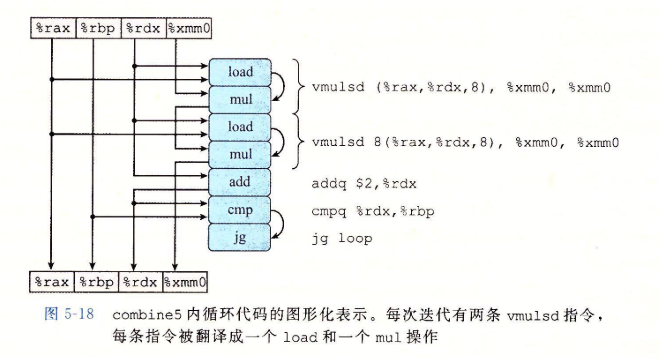 %rax %rbp %rdx %xmm0
load
mul
vmulsd (%rax,%rdx,8), %xmm0, %xmm0
load
mul
vmulsd 8(%rax,%rdx,8), %xmm0, %xmm0
add
addq $2,%rdx
cmp
cmpq %rdx,%rbp
jg
jg loop
%rax %rbp %rdx %xmm0
图 5-18 combine5 内循环代码的图形化表示。每次迭代有两条 vmulsd 指令，
每条指令被翻译成一个 load 和一个 mul 操作